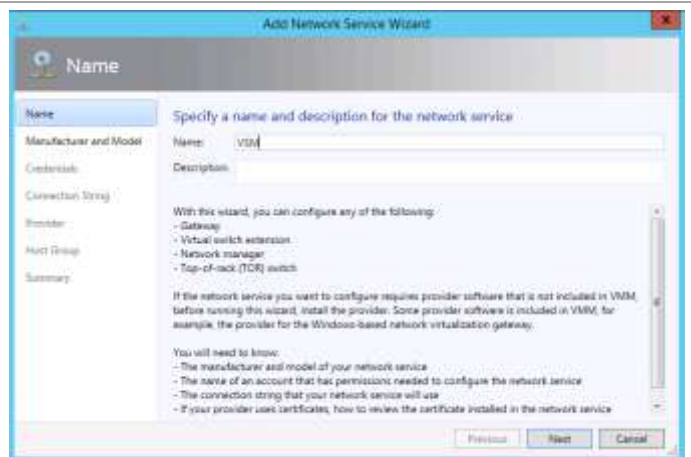 Add Network Service Wizard
Name
Name
Manufacturer and Model
Credentials
Connection String
Provider
Host Group
Summary
Specify a name and description for the network service
Name: VSM
Description:
With this wizard, you can configure any of the following:
- Gateway
- Virtual switch extension
- Network manager
- Top-of-rack (TOR) switch
If the network service you want to configure requires provider software that is not included in VMM,
before running this wizard, install the provider. Some provider software is included in VMM, for
example, the provider for the Windows-based network virtualization gateway.
You will need to know:
- The manufacturer and model of your network service
- The name of an account that has permissions needed to configure the network service
- The connection string that your network service will use
- If your provider uses certificates, how to review the certificate installed in the network service
Previous Next Cancel